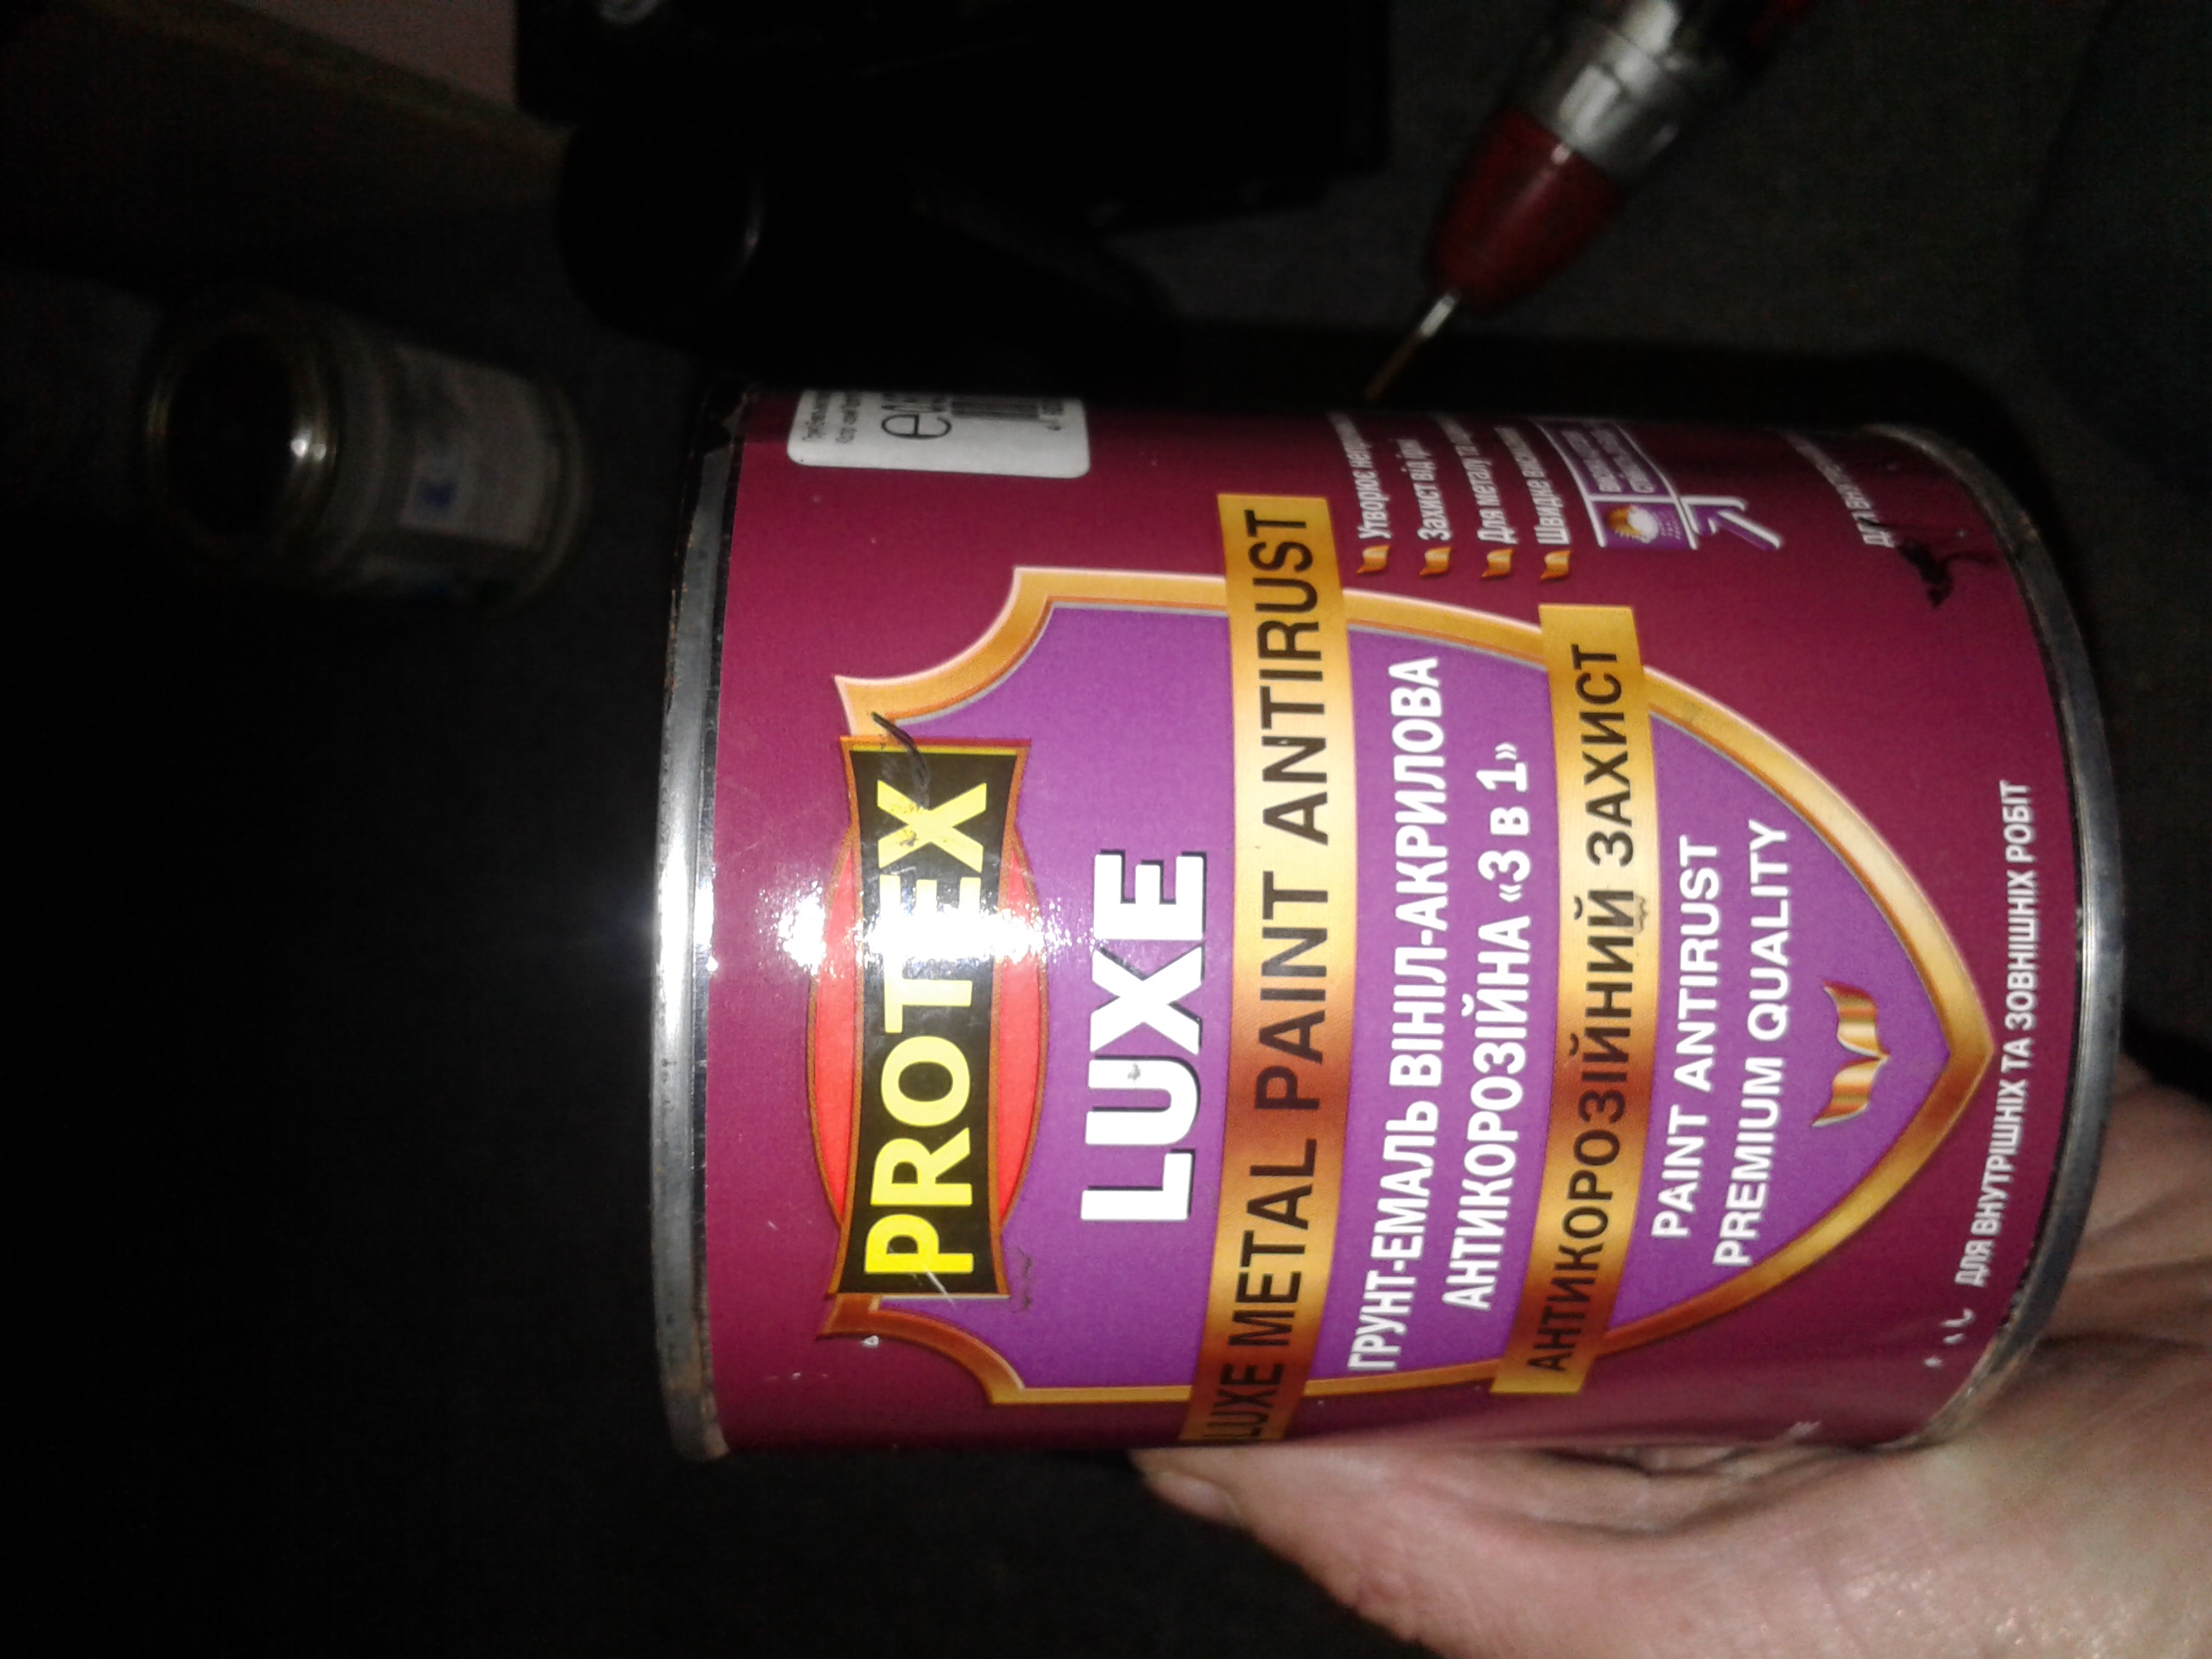 PROTEX
LUXE
LUXE METAL PAINT ANTIRUST
ГРУНТ-ЕМАЛЬ ВІНІЛ-АКРИЛОВА
АНТИКОРОЗІЙНА «3 в 1»
АНТИКОРОЗІЙНИЙ ЗАХИСТ
PAINT ANTIRUST
PREMIUM QUALITY
ДЛЯ ВНУТРІШНІХ ТА ЗОВНІШНІХ РОБІТ
Утворює
Захист від
Для металу та
Швидке